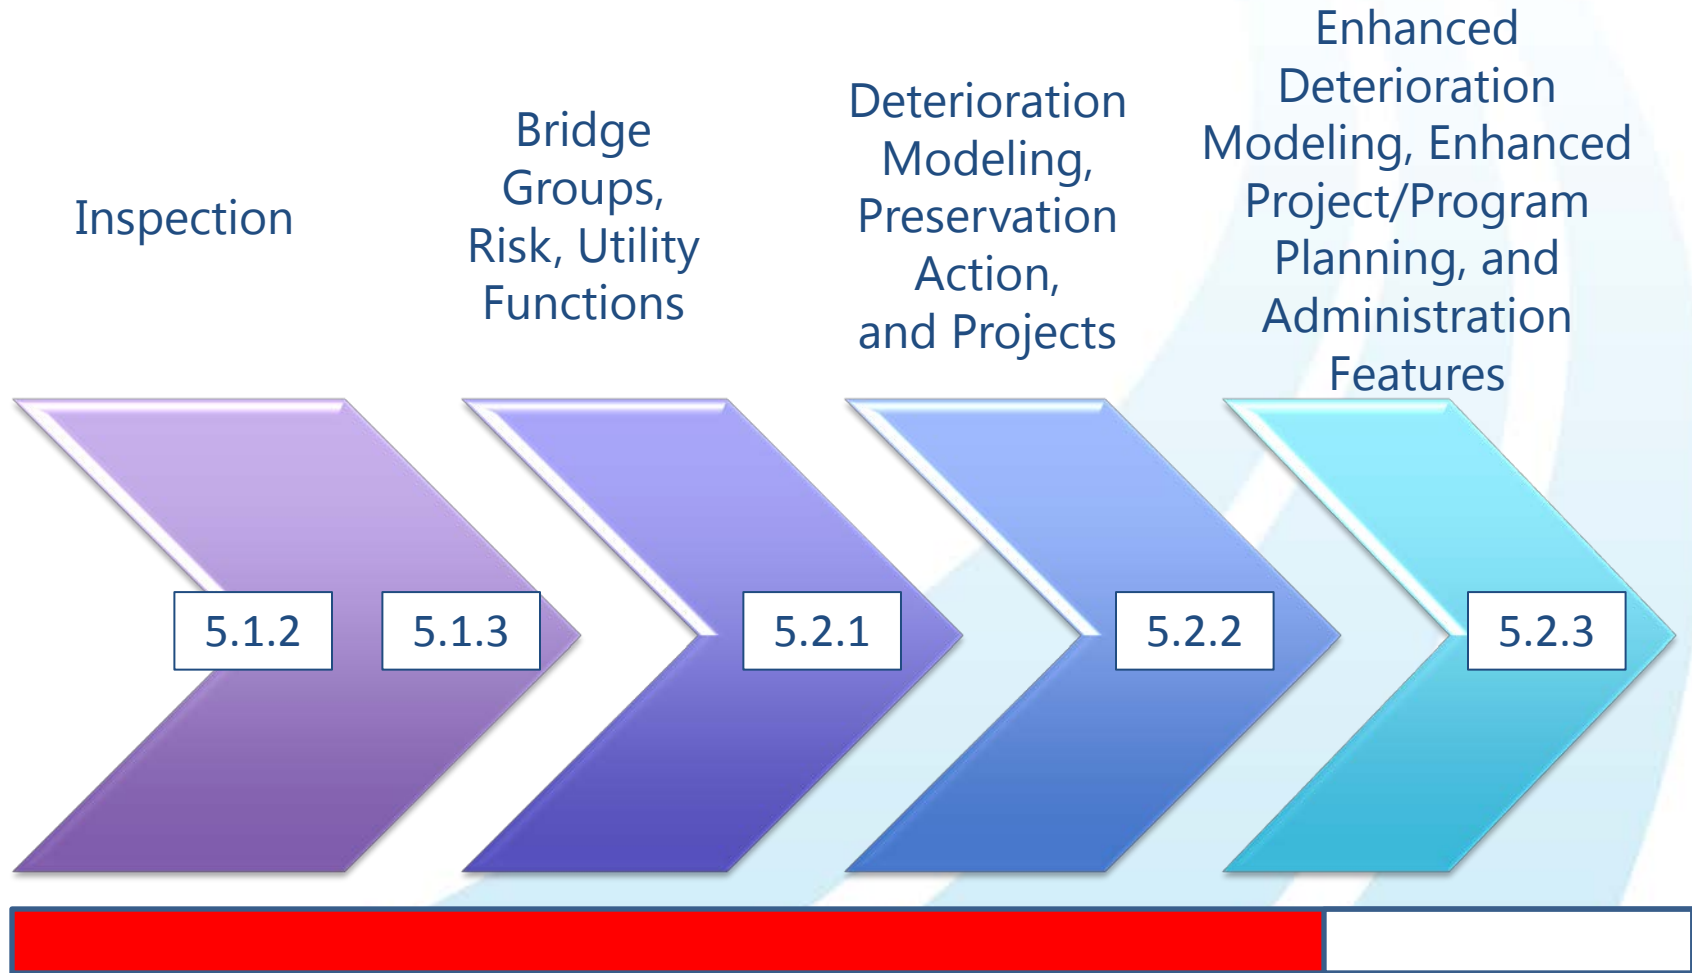 Inspection
Bridge
Groups,
Risk, Utility
Functions
Deterioration
Modeling,
Preservation
Action,
and Projects
Enhanced
Deterioration
Modeling, Enhanced
Project/Program
Planning, and
Administration
Features
5.1.2
5.1.3
5.2.1
5.2.2
5.2.3